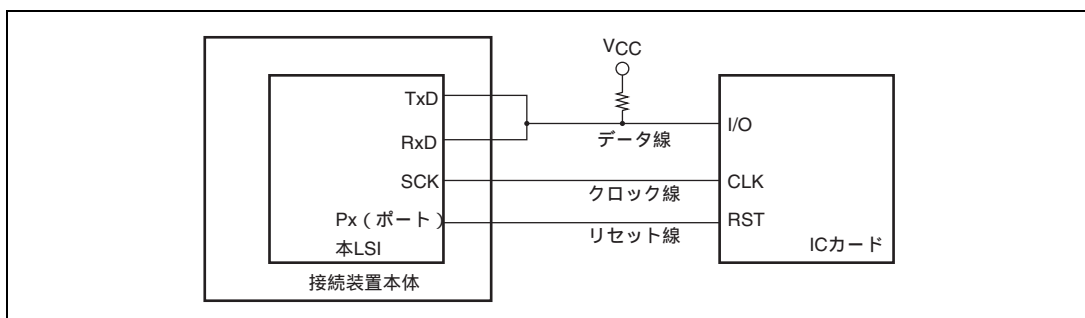 VCC
TxD
RxD
データ線
I/O
SCK
クロック線
CLK
Px（ポート）
リセット線
RST
本LSI
ICカード
接続装置本体